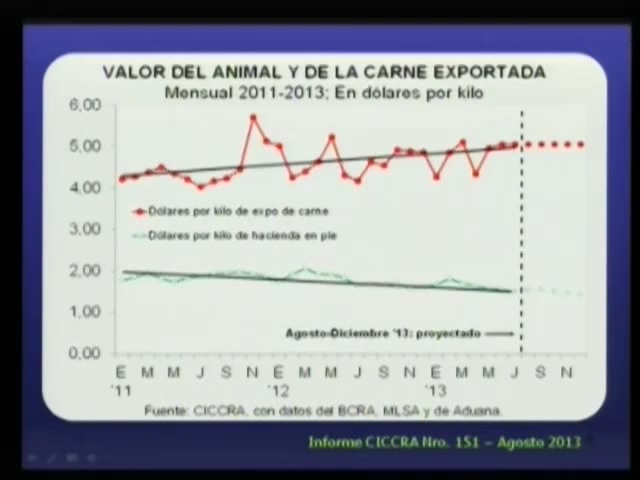 VALOR DEL ANIMAL Y DE LA CARNE EXPORTADA
Mensual 2011-2013; En dólares por kilo
6,00
5,00
4,00
3,00
2,00
1,00
0,00
Dólares por kilo de expo de carne
Dólares por kilo de hacienda en pie
Agosto-Diciembre '13: proyectado
E M M J S N E M M J S N E M M J S N
'11 '12 '13
Fuente: CICCRA, con datos del BCRA, MLSA y de Aduana.
Informe CICCRA Nro. 151 – Agosto 2013